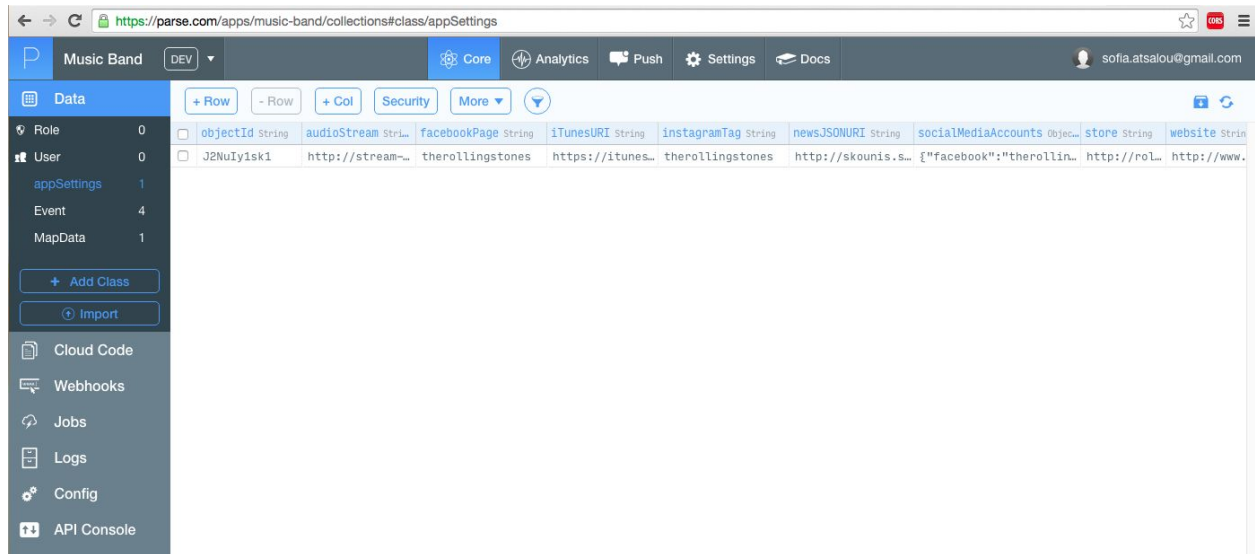 https://parse.com/apps/music-band/collections#class/appSettings CORS
P Music Band DEV Core Analytics Push Settings Docs sofia.atsalou@gmail.com
Data + Row - Row + Col Security More
Role 0 objectId String audioStream Stri… facebookPage String iTunesURI String instagramTag String newsJSONURI String socialMediaAccounts Objec… store String website Strin
User 0 J2NuIy1sk1 http://stream-… therollingstones https://itunes… therollingstones http://skounis.s… {"facebook":"therollin… http://rol… http://www.
appSettings 1
Event 4
MapData 1
+ Add Class
Import
Cloud Code
Webhooks
Jobs
Logs
Config
API Console